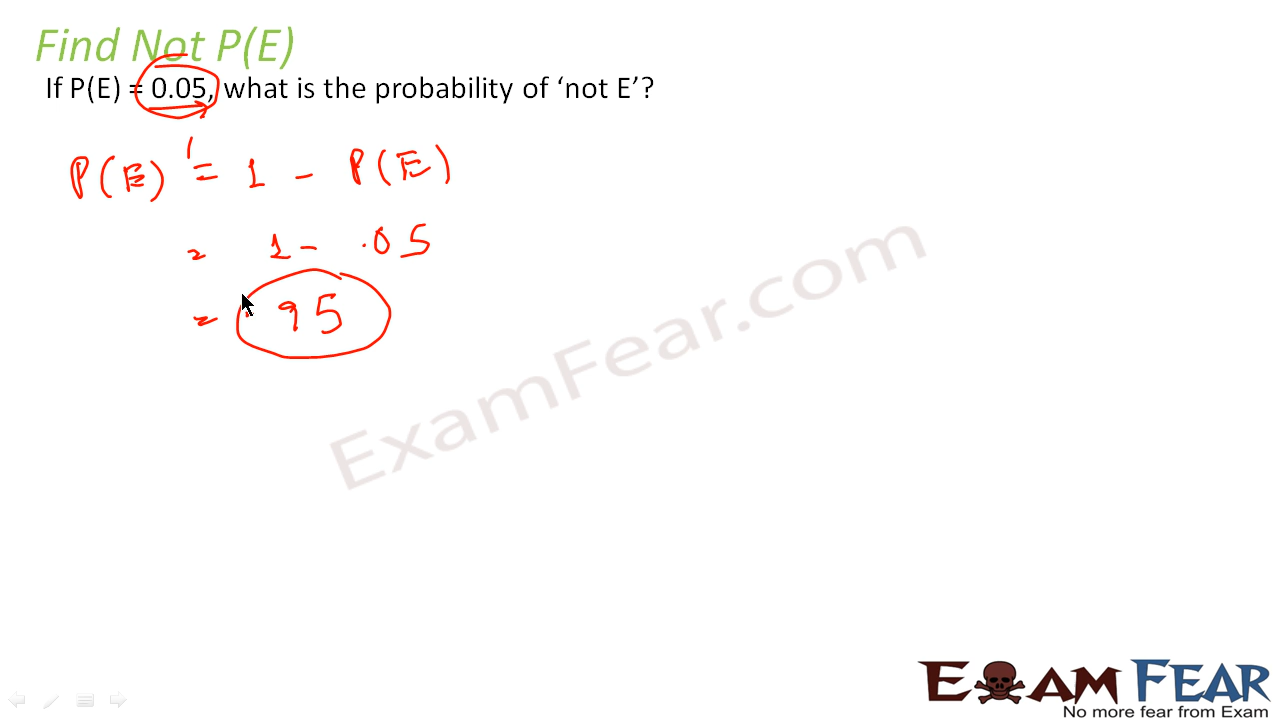 Find Not P(E)
If P(E) = 0.05, what is the probability of ‘not E’?
P(E)' = 1 - P(E)
= 1 - .05
= .95
ExamFear.com
EXAM FEAR
No more fear from Exam